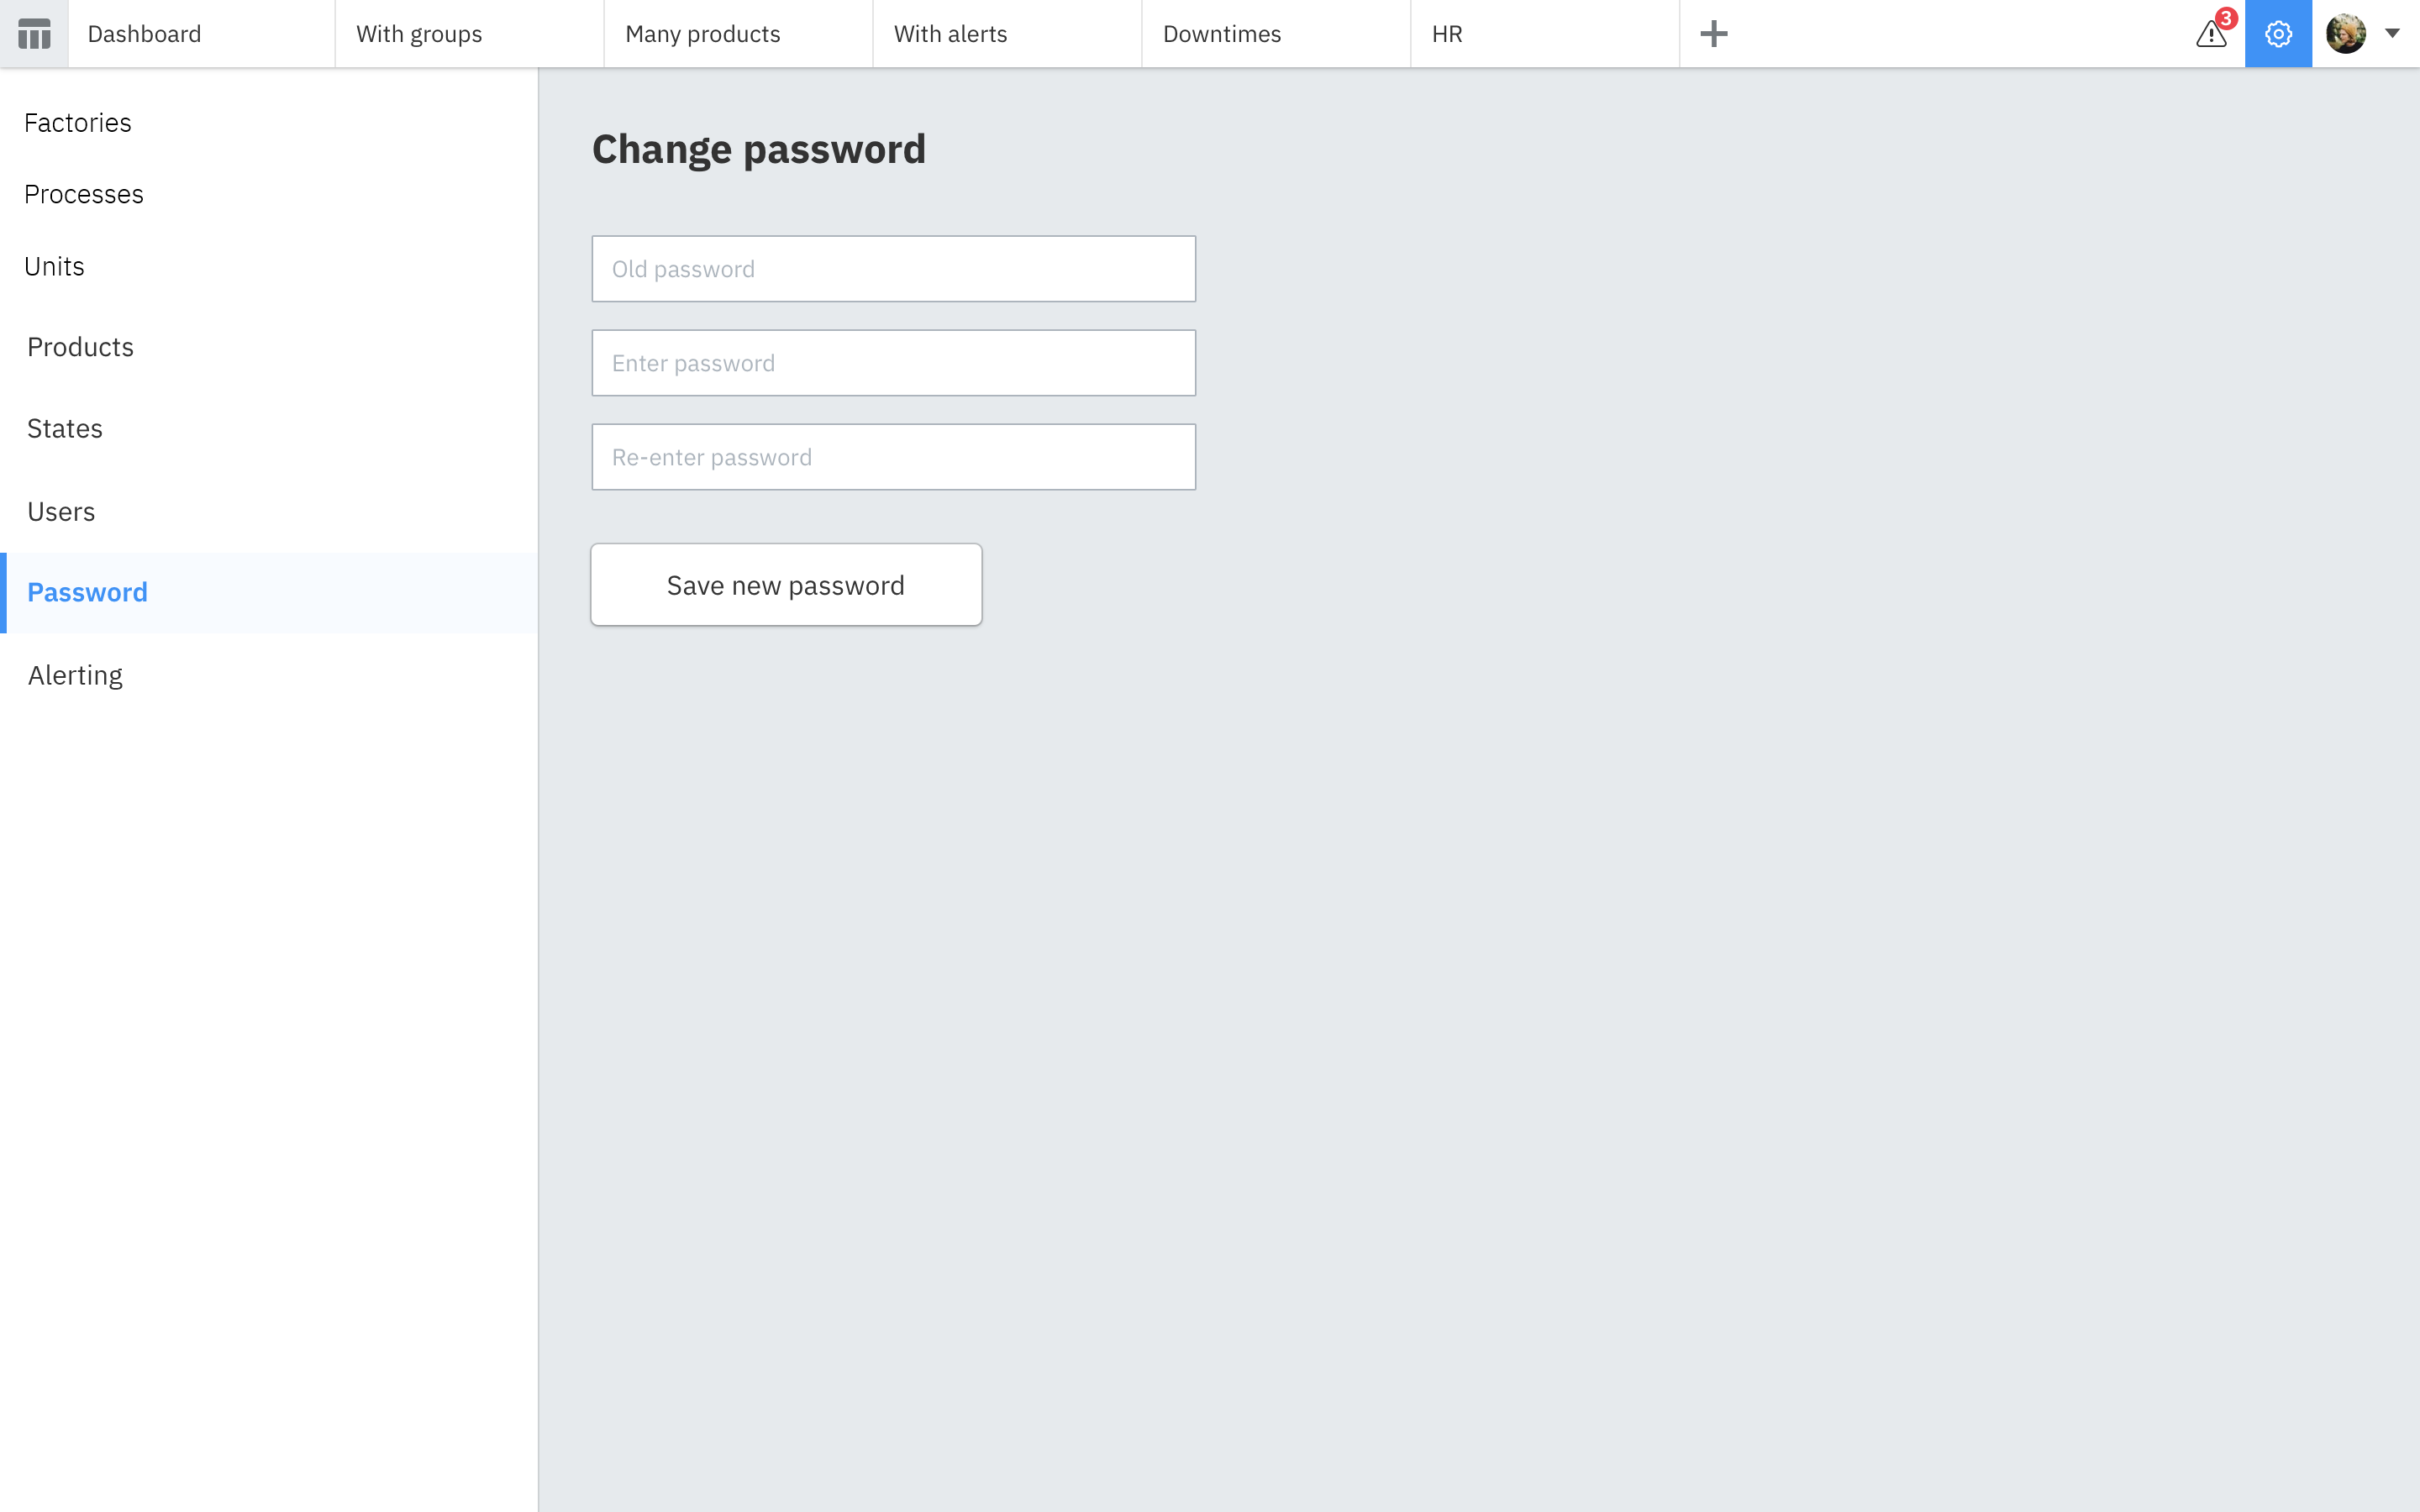 Dashboard
With groups
Many products
With alerts
Downtimes
HR
3
Factories
Processes
Units
Products
States
Users
Password
Alerting
Change password
Old password
Enter password
Re-enter password
Save new password